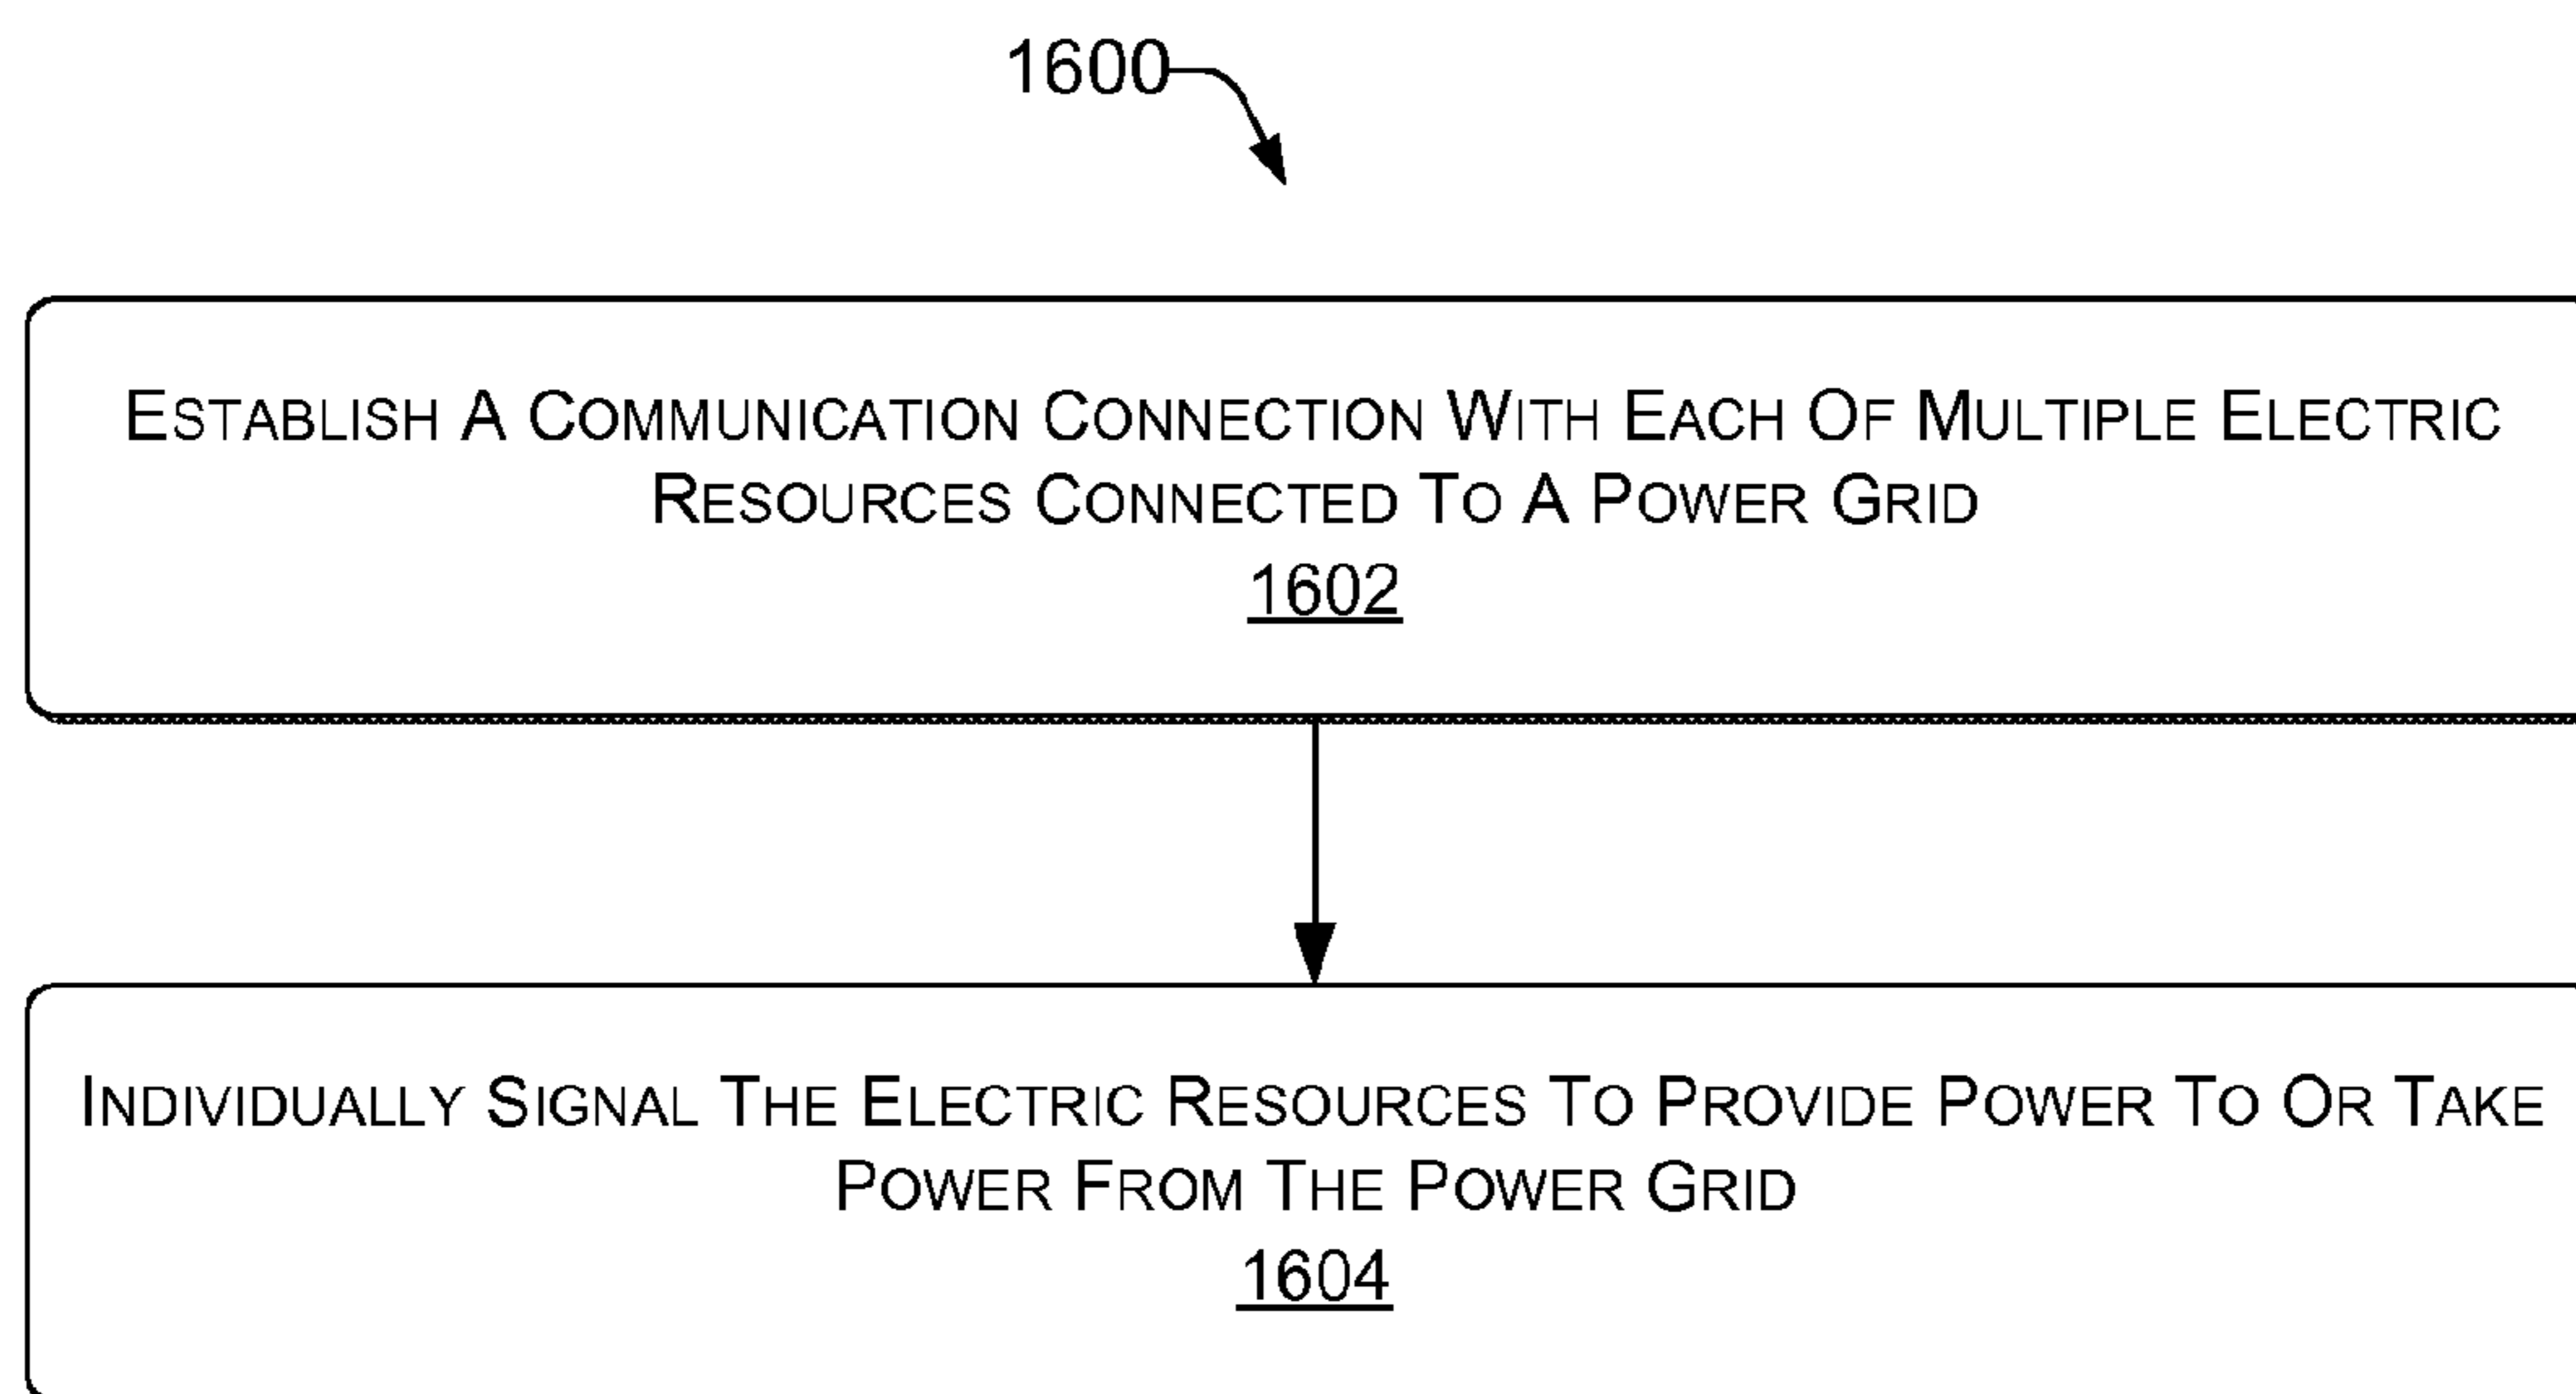 1600
ESTABLISH A COMMUNICATION CONNECTION WITH EACH OF MULTIPLE ELECTRIC
RESOURCES CONNECTED TO A POWER GRID
1602
INDIVIDUALLY SIGNAL THE ELECTRIC RESOURCES TO PROVIDE POWER TO OR TAKE
POWER FROM THE POWER GRID
1604